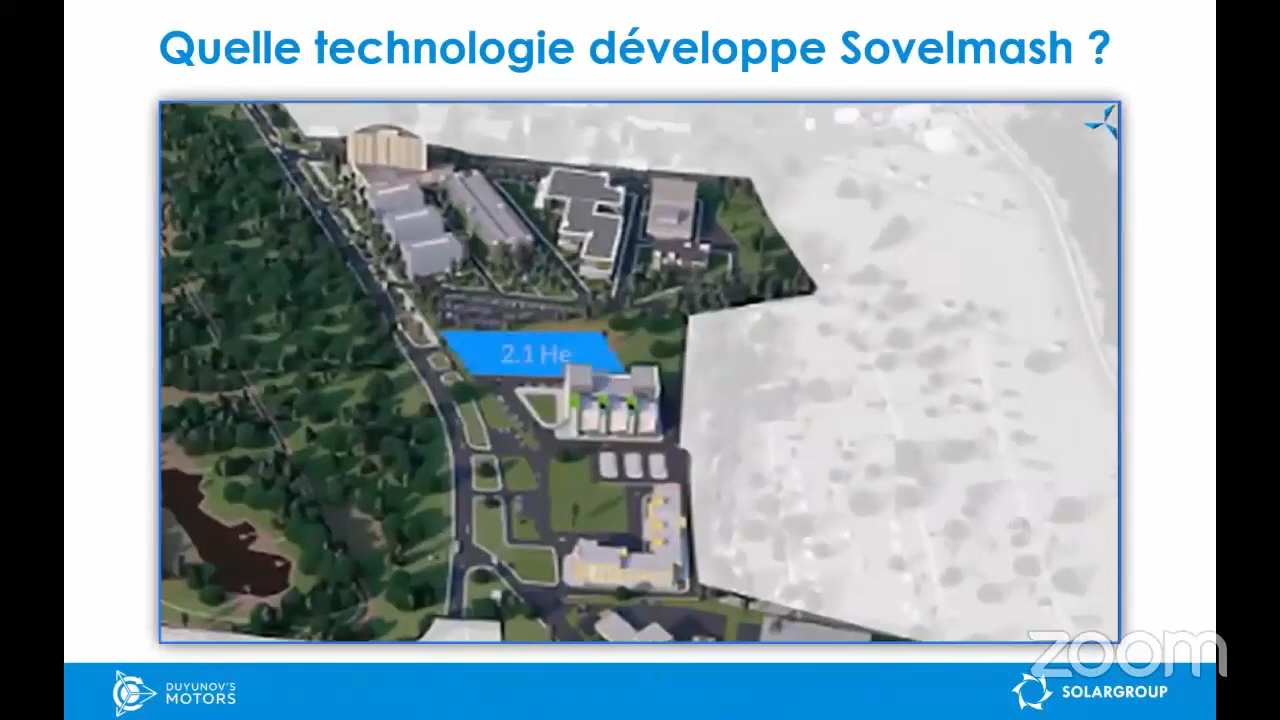 Quelle technologie développe Sovelmash ?
2.1 He
zoom
DUYUNOV'S
MOTORS
SOLARGROUP